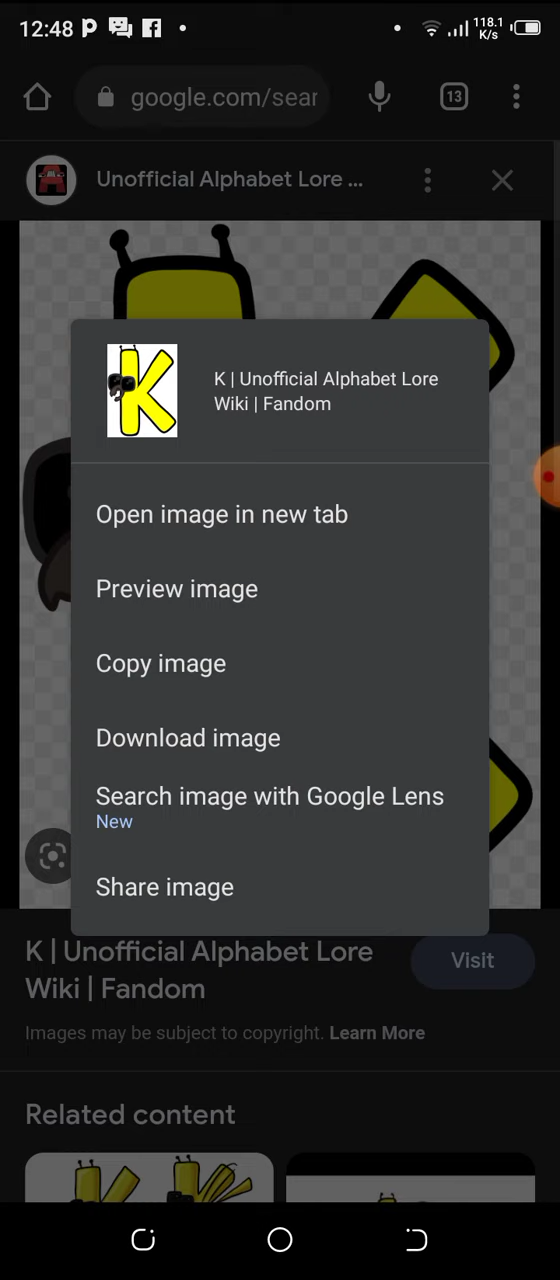 12:48
118.1
K/s
google.com/sear
13
Unofficial Alphabet Lore ...
K | Unofficial Alphabet Lore
Wiki | Fandom
Open image in new tab
Preview image
Copy image
Download image
Search image with Google Lens
New
Share image
K | Unofficial Alphabet Lore
Wiki | Fandom
Visit
Images may be subject to copyright. Learn More
Related content